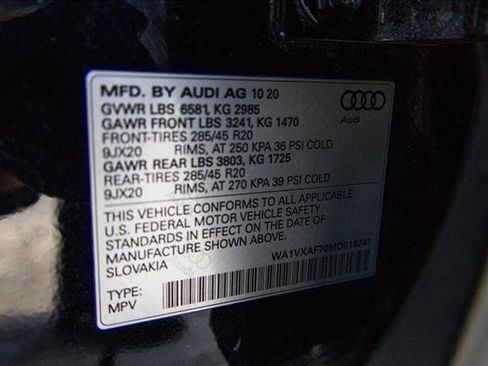 MFD. BY AUDI AG 10 20
GVWR LBS 6581, KG 2985
GAWR FRONT LBS 3241, KG 1470
FRONT-TIRES 285/45 R20
9JX20 RIMS, AT 250 KPA 36 PSI COLD
GAWR REAR LBS 3803, KG 1725
REAR-TIRES 285/45 R20
9JX20 RIMS, AT 270 KPA 39 PSI COLD
Audi
THIS VEHICLE CONFORMS TO ALL APPLICABLE
U.S. FEDERAL MOTOR VEHICLE SAFETY
STANDARDS IN EFFECT ON THE DATE OF
MANUFACTURE SHOWN ABOVE.
SLOVAKIA
WA1VXAF70MD019247
TYPE:
MPV